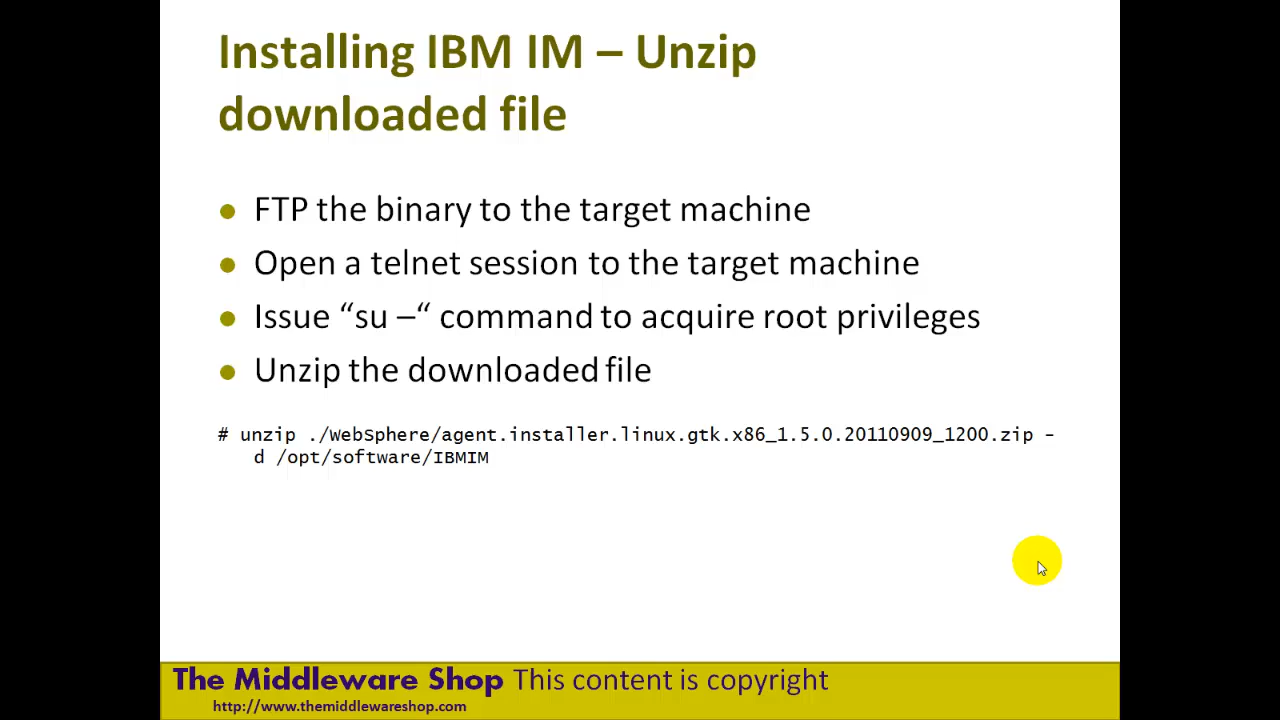 Installing IBM IM – Unzip
downloaded file
● FTP the binary to the target machine
● Open a telnet session to the target machine
● Issue “su –“ command to acquire root privileges
● Unzip the downloaded file
# unzip ./WebSphere/agent.installer.linux.gtk.x86_1.5.0.20110909_1200.zip -
d /opt/software/IBMIM
The Middleware Shop This content is copyright
http://www.themiddlewareshop.com